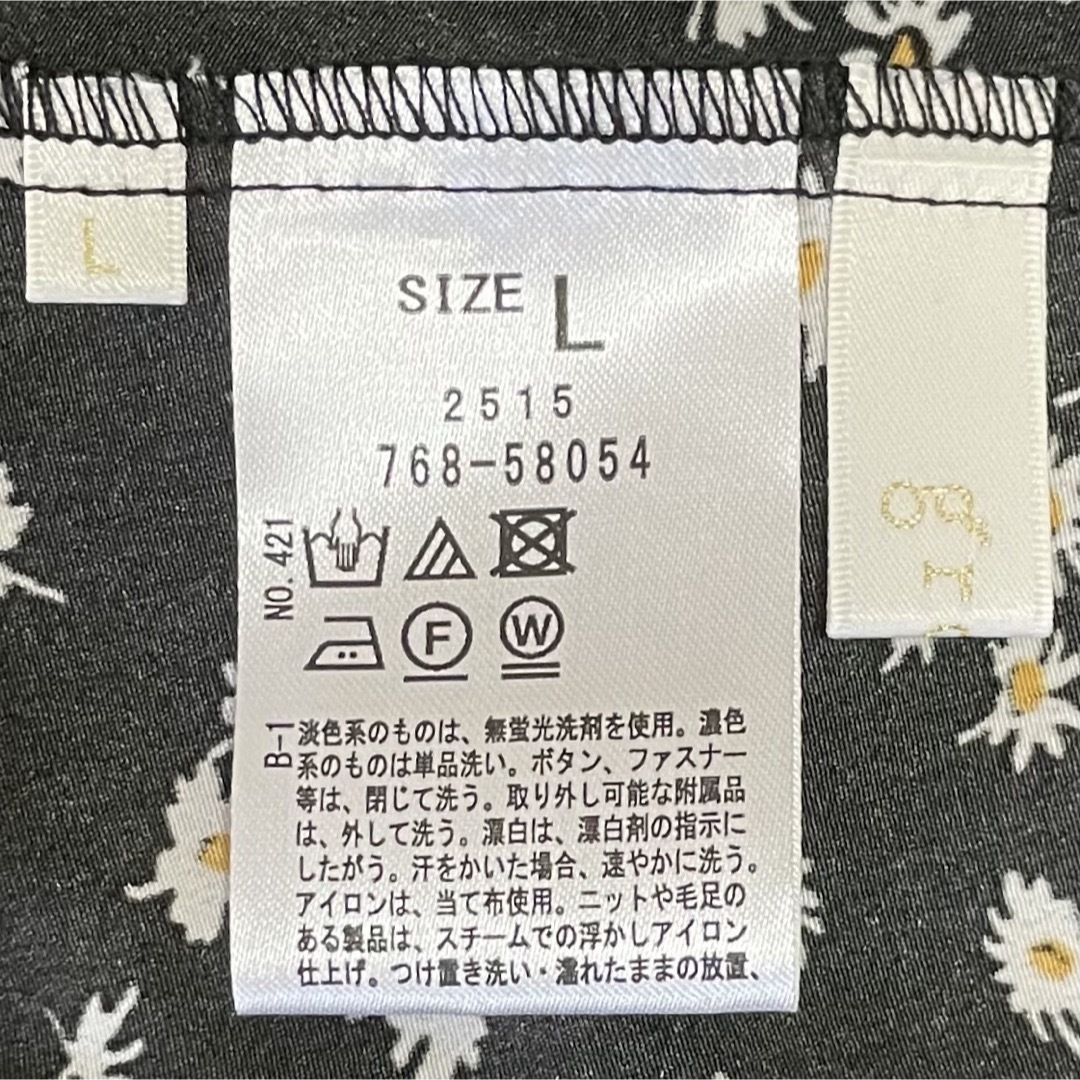 L
SIZE L
2515
768-58054
NO.421
F
W
B-1
淡色系のものは、無蛍光洗剤を使用。濃色
系のものは単品洗い。ボタン、ファスナー
等は、閉じて洗う。取り外し可能な附属品
は、外して洗う。漂白は、漂白剤の指示に
したがう。汗をかいた場合、速やかに洗う。
アイロンは、当て布使用。ニットや毛足の
ある製品は、スチームでの浮かしアイロン
仕上げ。つけ置き洗い・濡れたままの放置、